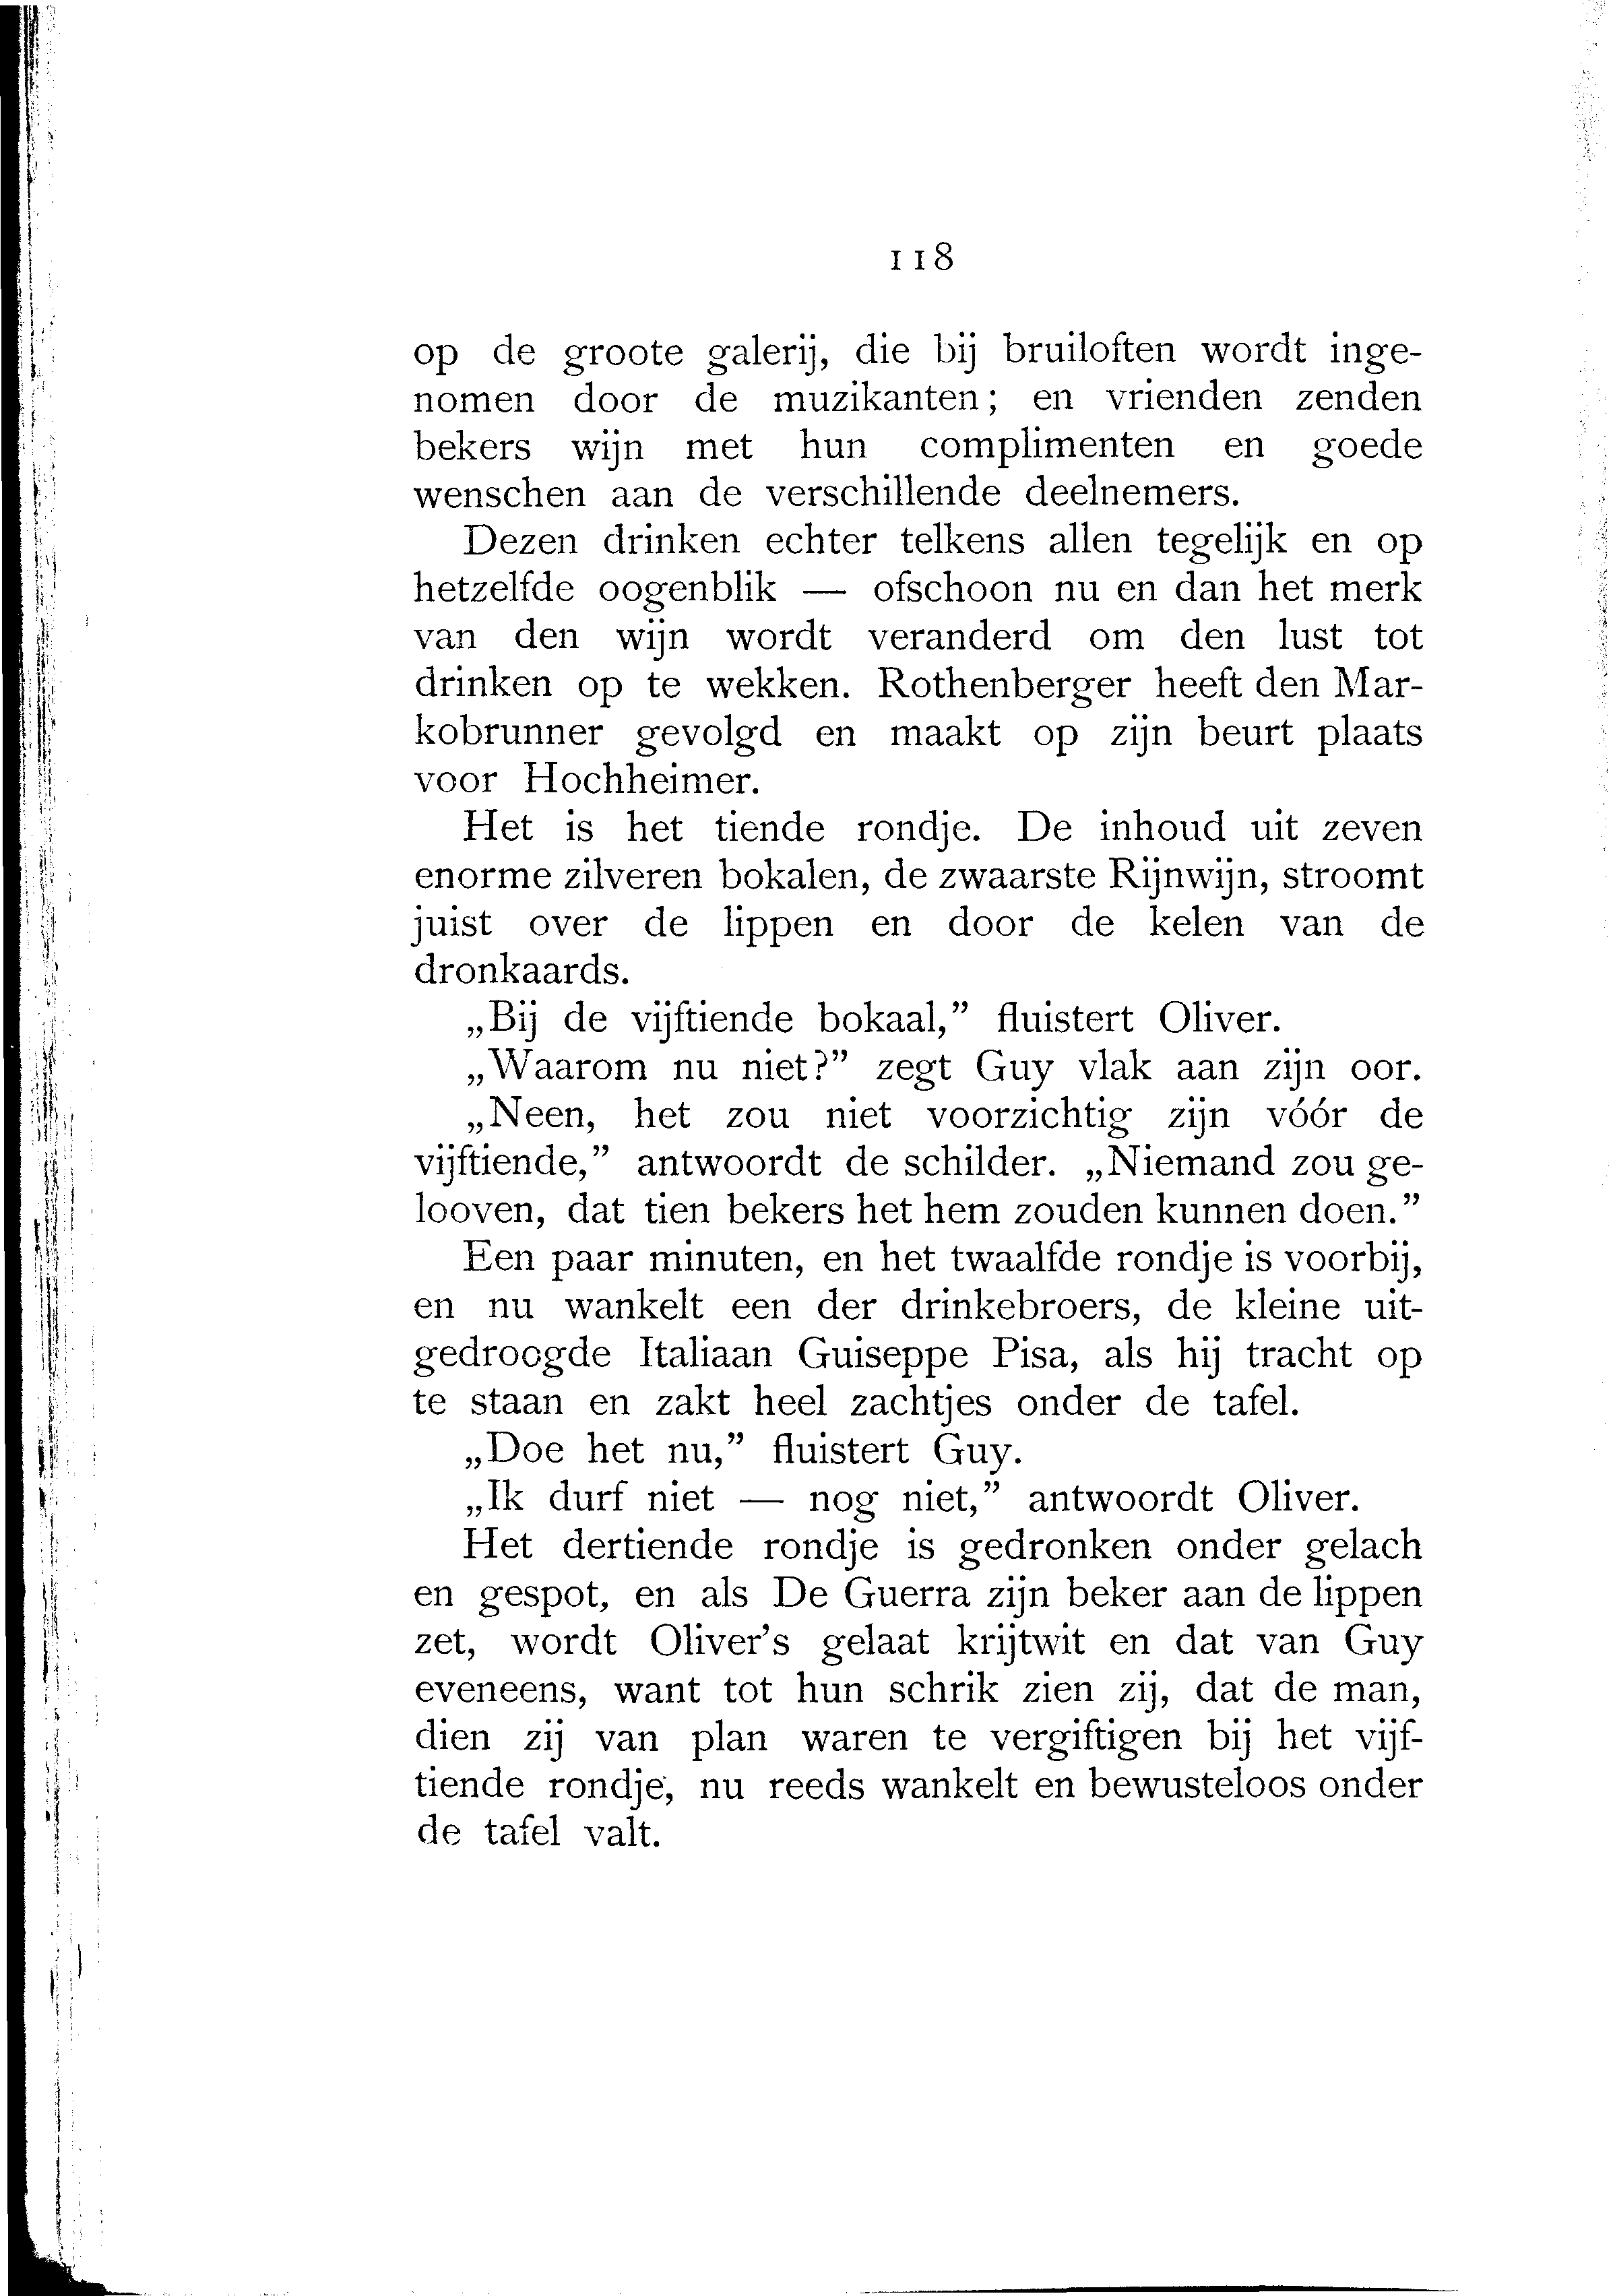 118
op de groote galerij, die bij bruiloften wordt inge-
nomen door de muzikanten; en vrienden zenden
bekers wijn met hun complimenten en goede
wenschen aan de verschillende deelnemers.
Dezen drinken echter telkens allen tegelijk en op
hetzelfde oogenblik — ofschoon nu en dan het merk
van den wijn wordt veranderd om den lust tot
drinken op te wekken. Rothenberger heeft den Mar-
kobrunner gevolgd en maakt op zijn beurt plaats
voor Hochheimer.
Het is het tiende rondje. De inhoud uit zeven
enorme zilveren bokalen, de zwaarste Rijnwijn, stroomt
juist over de lippen en door de kelen van de
dronkaards.
„Bij de vijftiende bokaal,” fluistert Oliver.
„Waarom nu niet?” zegt Guy vlak aan zijn oor.
„Neen, het zou niet voorzichtig zijn vóór de
vijftiende,” antwoordt de schilder. „Niemand zou ge-
looven, dat tien bekers het hem zouden kunnen doen.”
Een paar minuten, en het twaalfde rondje is voorbij,
en nu wankelt een der drinkebroers, de kleine uit-
gedroogde Italiaan Guiseppe Pisa, als hij tracht op
te staan en zakt heel zachtjes onder de tafel.
„Doe het nu,” fluistert Guy.
„Ik durf niet — nog niet,” antwoordt Oliver.
Het dertiende rondje is gedronken onder gelach
en gespot, en als De Guerra zijn beker aan de lippen
zet, wordt Oliver’s gelaat krijtwit en dat van Guy
eveneens, want tot hun schrik zien zij, dat de man,
dien zij van plan waren te vergiftigen bij het vijf-
tiende rondje, nu reeds wankelt en bewusteloos onder
de tafel valt.